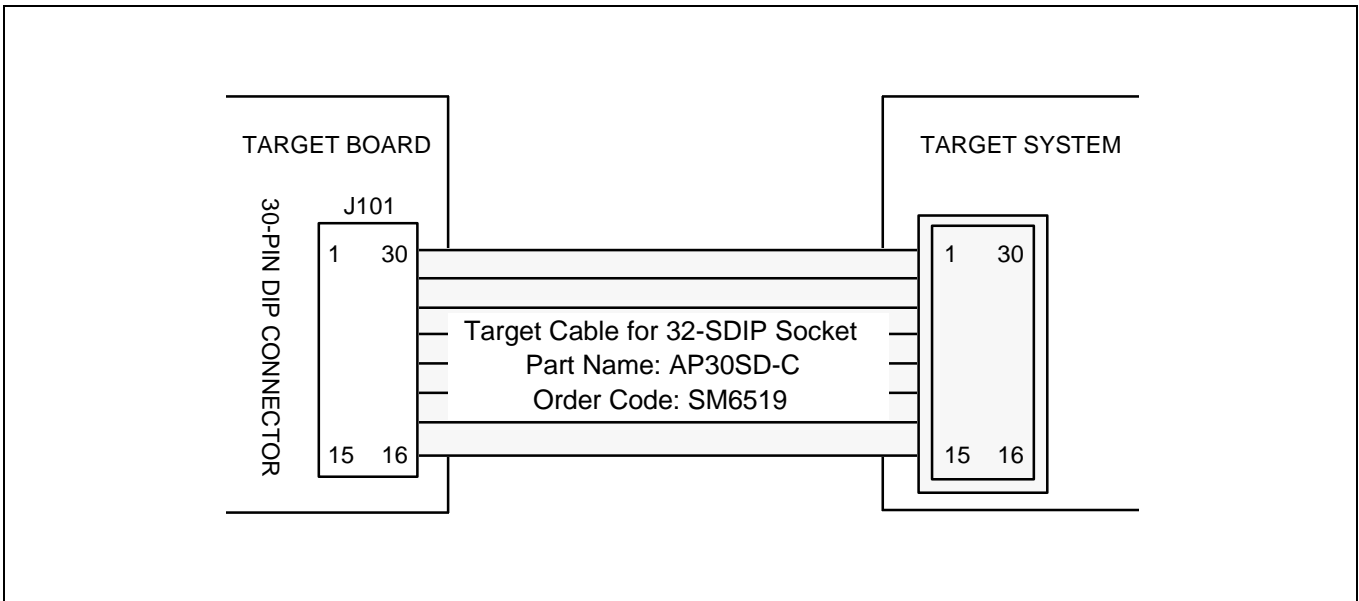 TARGET BOARD
TARGET SYSTEM
30-PIN DIP CONNECTOR
J101
1 30
15 16
Target Cable for 32-SDIP Socket
Part Name: AP30SD-C
Order Code: SM6519
1 30
15 16